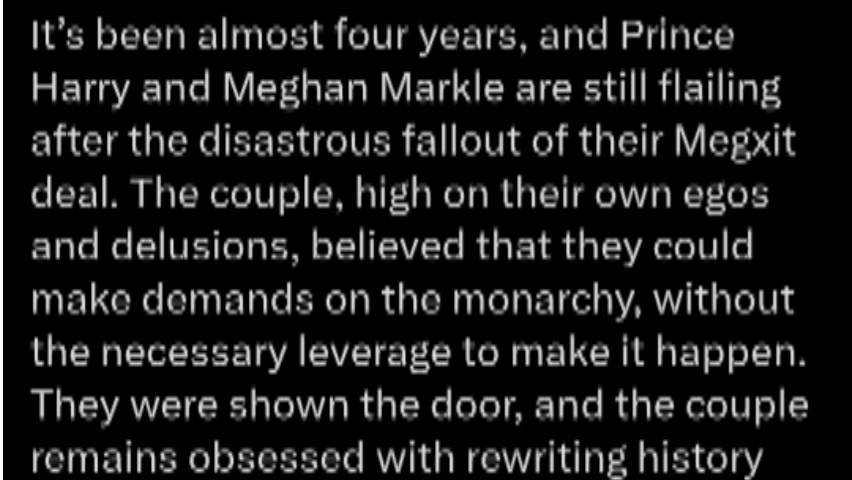 It’s been almost four years, and Prince
Harry and Meghan Markle are still flailing
after the disastrous fallout of their Megxit
deal. The couple, high on their own egos
and delusions, believed that they could
make demands on the monarchy, without
the necessary leverage to make it happen.
They were shown the door, and the couple
remains obsessed with rewriting history